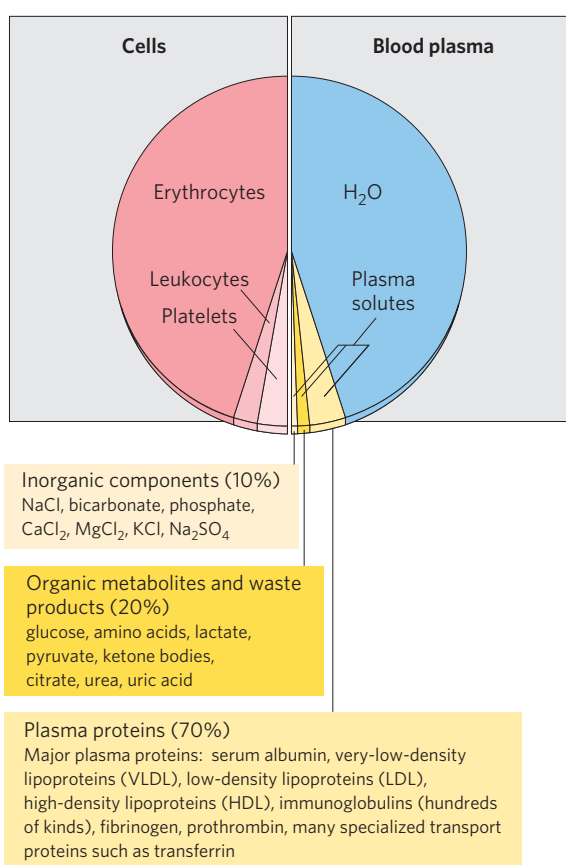 Cells
Blood plasma
Erythrocytes
H₂O
Leukocytes
Platelets
Plasma
solutes
Inorganic components (10%)
NaCl, bicarbonate, phosphate,
CaCl₂, MgCl₂, KCl, Na₂SO₄
Organic metabolites and waste
products (20%)
glucose, amino acids, lactate,
pyruvate, ketone bodies,
citrate, urea, uric acid
Plasma proteins (70%)
Major plasma proteins: serum albumin, very-low-density
lipoproteins (VLDL), low-density lipoproteins (LDL),
high-density lipoproteins (HDL), immunoglobulins (hundreds
of kinds), fibrinogen, prothrombin, many specialized transport
proteins such as transferrin